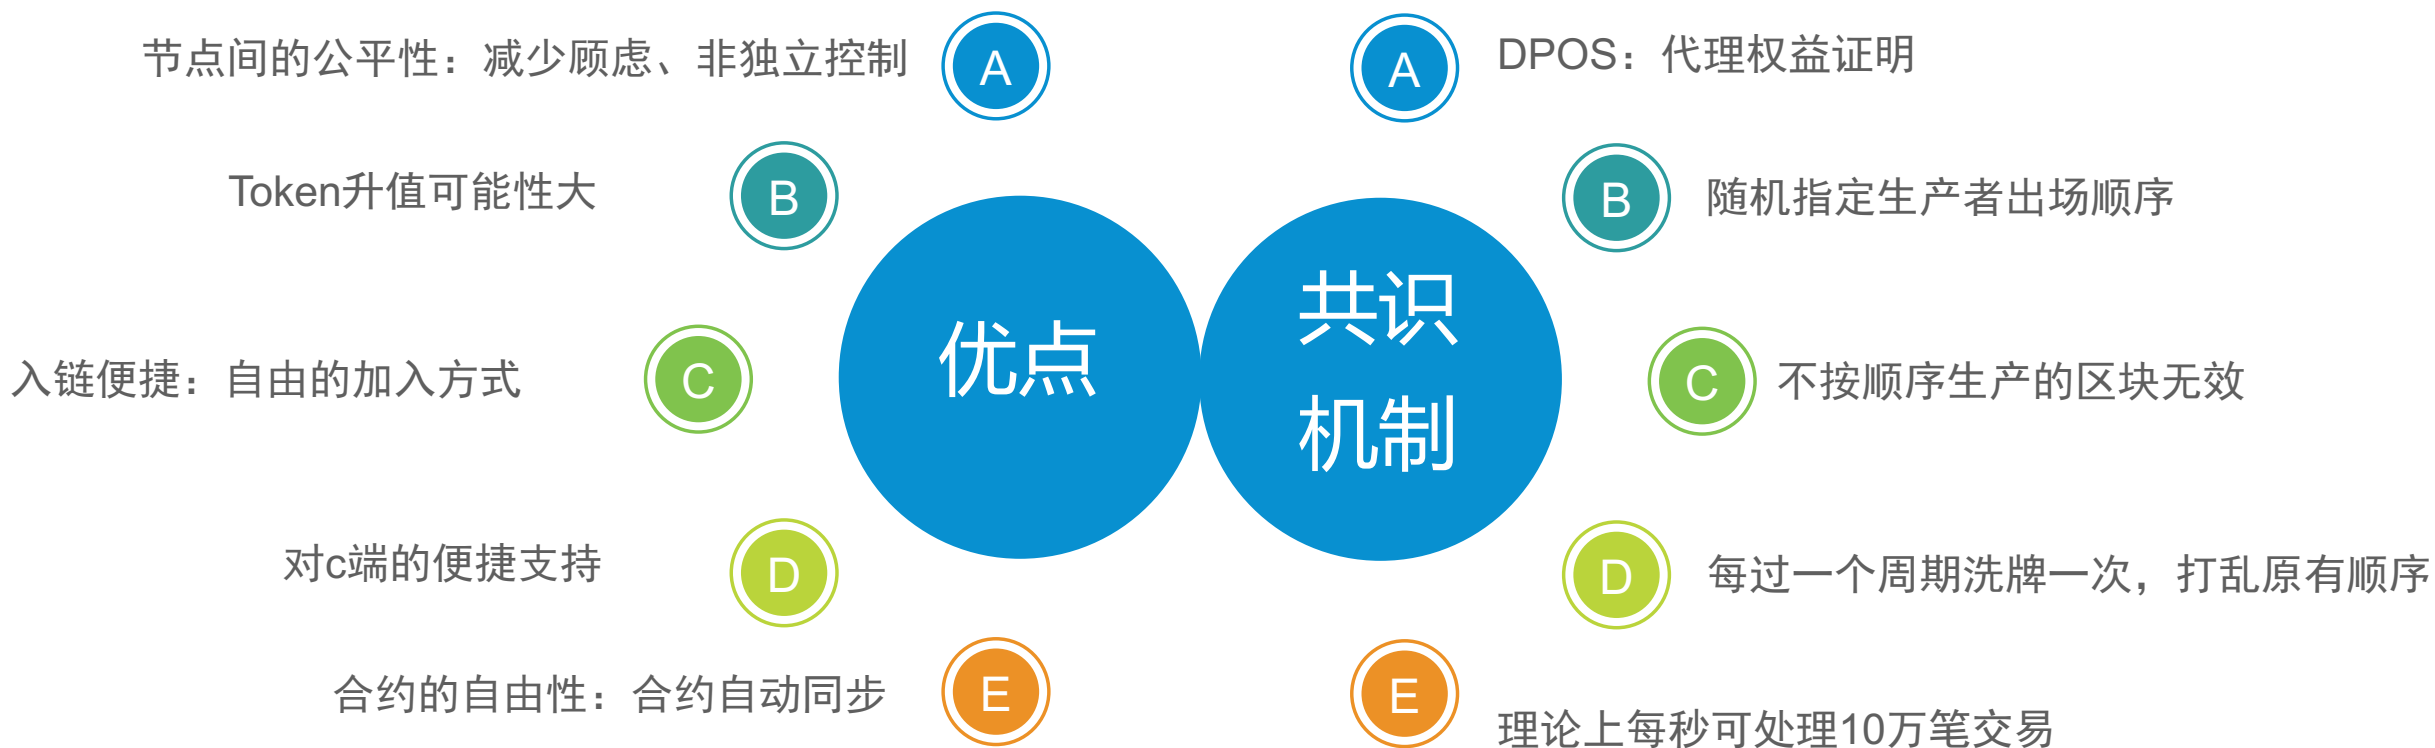 节点间的公平性：减少顾虑、非独立控制
A
Token升值可能性大
B
入链便捷：自由的加入方式
C
对c端的便捷支持
D
合约的自由性：合约自动同步
E
优点
共识
机制
A
DPOS：代理权益证明
B
随机指定生产者出场顺序
C
不按顺序生产的区块无效
D
每过一个周期洗牌一次，打乱原有顺序
E
理论上每秒可处理10万笔交易